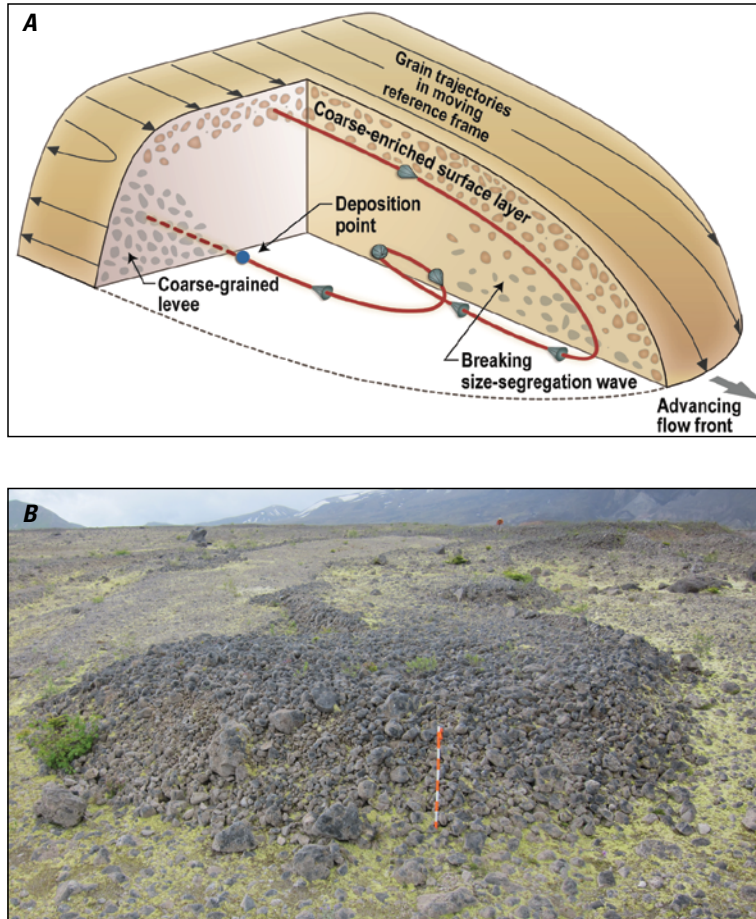 A
Grain trajectories
in moving
reference frame
Coarse-enriched surface layer
Deposition
point
Coarse-grained
levee
Breaking
size-segregation wave
Advancing
flow front
B